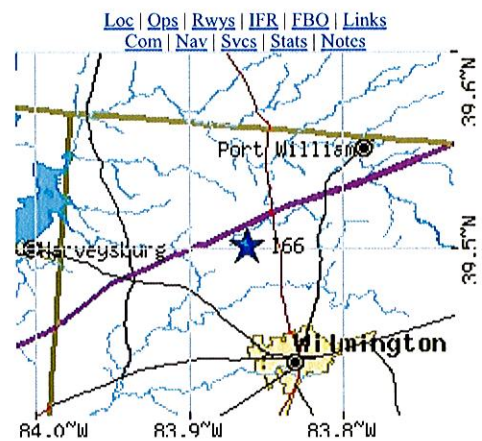 Loc | Ops | Rwys | IFR | FBO | Links
Com | Nav | Svcs | Stats | Notes
39.6°N
Port Willism
Harveysburg
I66
39.5°N
Wilmington
84.0°W 83.9°W 83.8°W